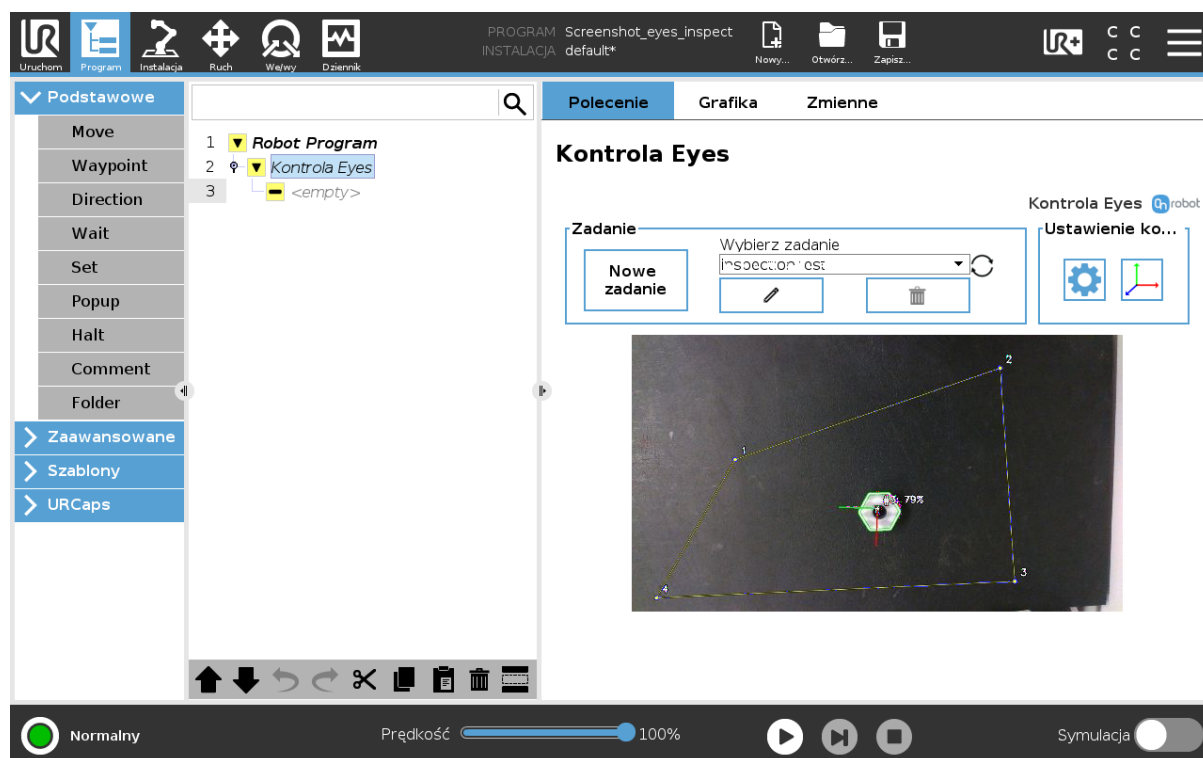 PROGRAM Screenshot_eyes_inspect
INSTALACJA default*
Nowy... Otwórz... Zapisz...
UR+
C C
C C
UR
Uruchom Program Instalacja Ruch We/wy Dziennik
Podstawowe
Move
Waypoint
Direction
Wait
Set
Popup
Halt
Comment
Folder
Zaawansowane
Szablony
URCaps
1 Robot Program
2 Kontrola Eyes
3 <empty>
Polecenie Grafika Zmienne
Kontrola Eyes
Kontrola Eyes On robot
Zadanie
Nowe
zadanie
Wybierz zadanie
Ustawienie ko...
2
1
79%
3
4
Normalny
Prędkość 100%
Symulacja